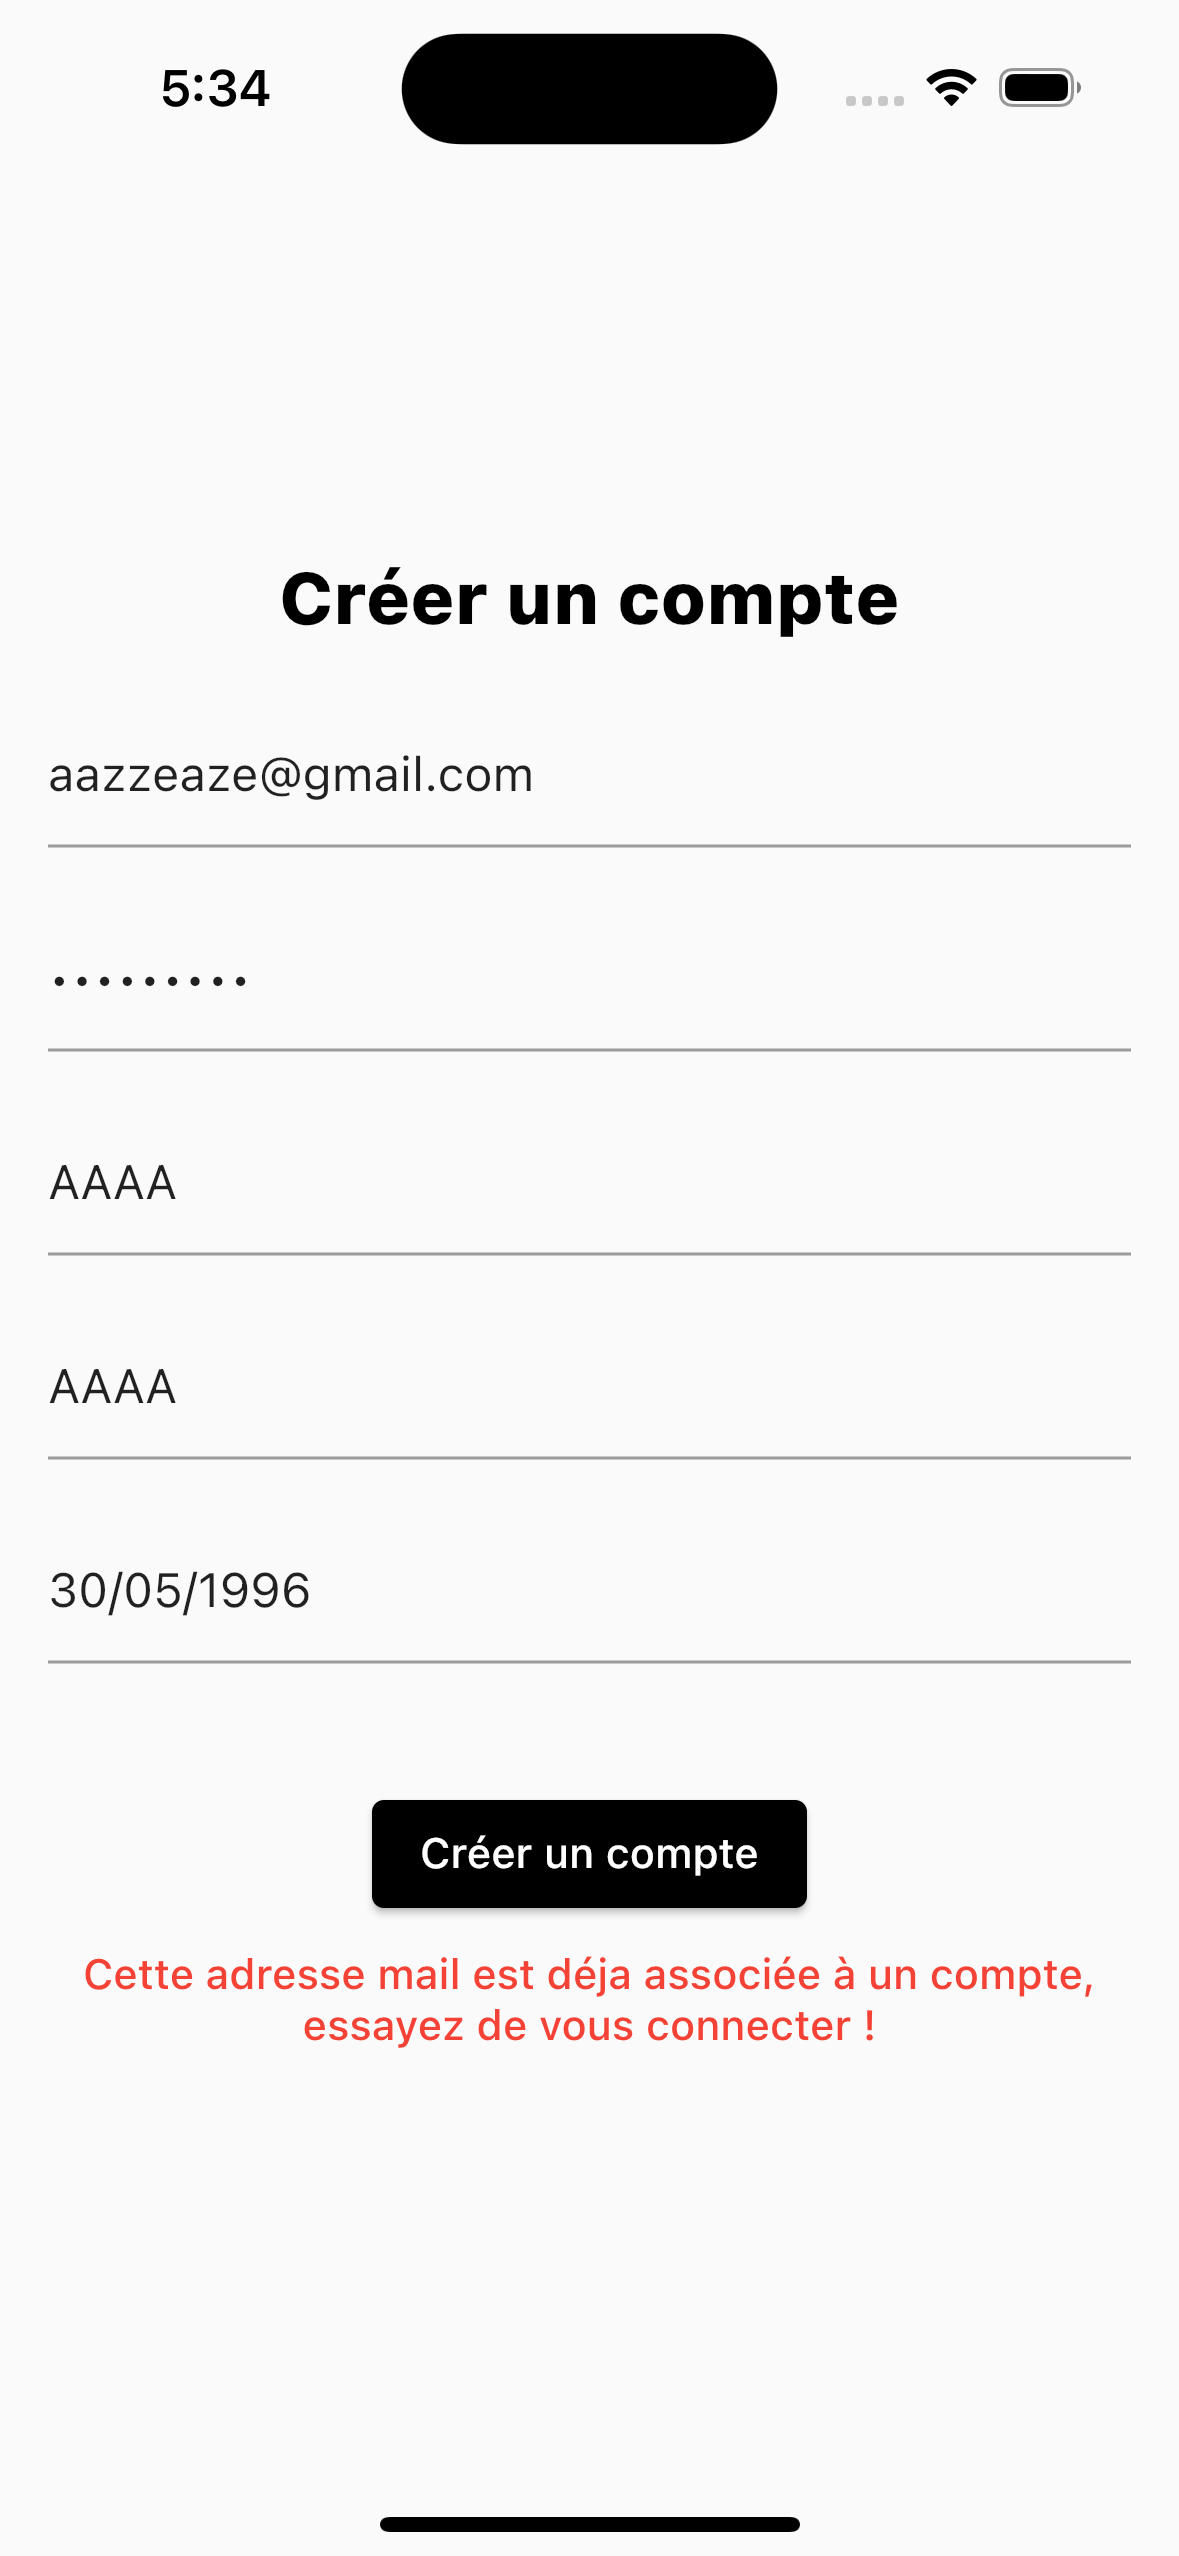 5:34
Créer un compte
aazzeaze@gmail.com
•••••••••
AAAA
AAAA
30/05/1996
Créer un compte
Cette adresse mail est déja associée à un compte,
essayez de vous connecter !